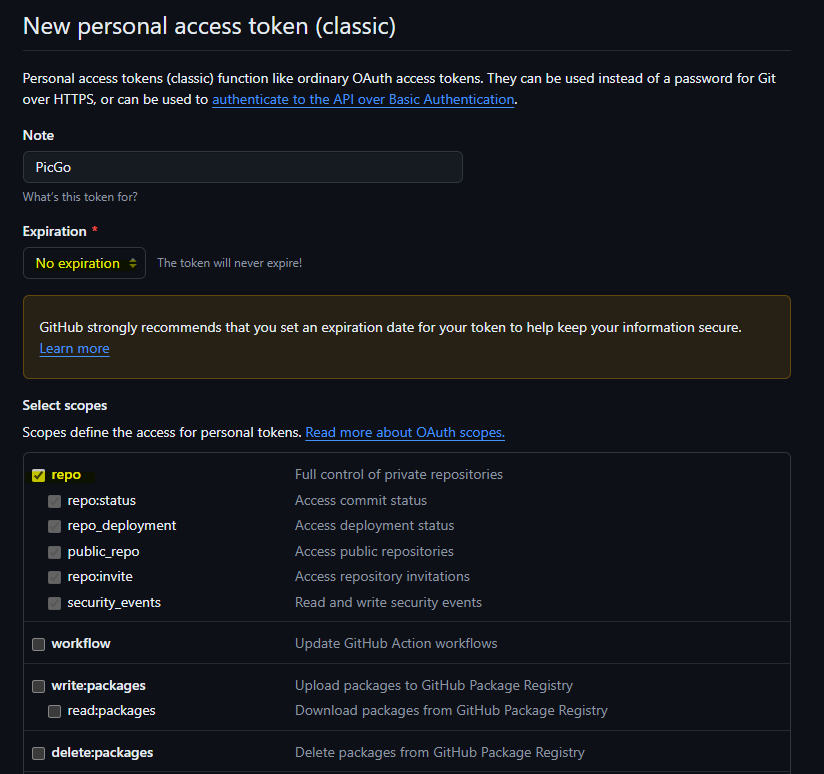 New personal access token (classic)
Personal access tokens (classic) function like ordinary OAuth access tokens. They can be used instead of a password for Git
over HTTPS, or can be used to authenticate to the API over Basic Authentication.
Note
PicGo
What's this token for?
Expiration *
No expiration The token will never expire!
GitHub strongly recommends that you set an expiration date for your token to help keep your information secure.
Learn more
Select scopes
Scopes define the access for personal tokens. Read more about OAuth scopes.
repo Full control of private repositories
repo:status Access commit status
repo_deployment Access deployment status
public_repo Access public repositories
repo:invite Access repository invitations
security_events Read and write security events
workflow Update GitHub Action workflows
write:packages Upload packages to GitHub Package Registry
read:packages Download packages from GitHub Package Registry
delete:packages Delete packages from GitHub Package Registry